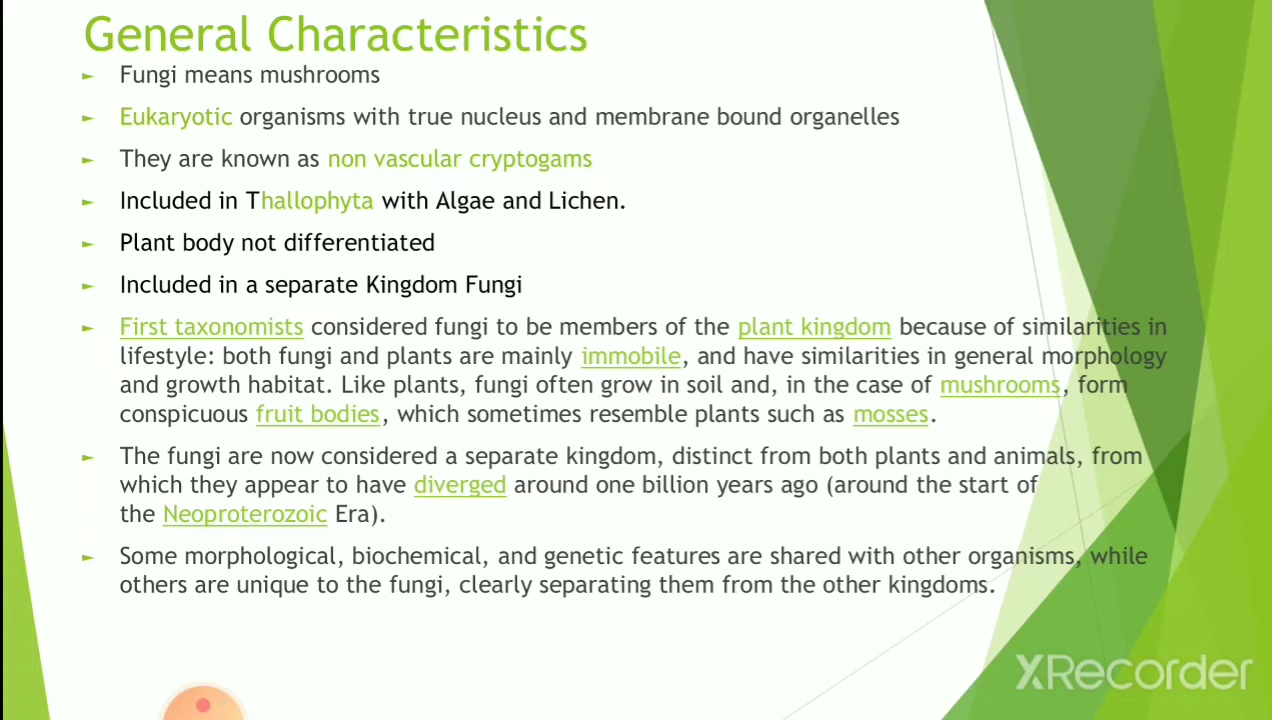 General Characteristics
► Fungi means mushrooms
► Eukaryotic organisms with true nucleus and membrane bound organelles
► They are known as non vascular cryptogams
► Included in Thallophyta with Algae and Lichen.
► Plant body not differentiated
► Included in a separate Kingdom Fungi
► First taxonomists considered fungi to be members of the plant kingdom because of similarities in
lifestyle: both fungi and plants are mainly immobile, and have similarities in general morphology
and growth habitat. Like plants, fungi often grow in soil and, in the case of mushrooms, form
conspicuous fruit bodies, which sometimes resemble plants such as mosses.
► The fungi are now considered a separate kingdom, distinct from both plants and animals, from
which they appear to have diverged around one billion years ago (around the start of
the Neoproterozoic Era).
► Some morphological, biochemical, and genetic features are shared with other organisms, while
others are unique to the fungi, clearly separating them from the other kingdoms.
XRecorder